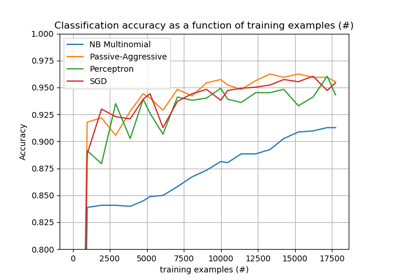 Classification accuracy as a function of training examples (#)
1.000
0.975
0.950
0.925
0.900
0.875
0.850
0.825
0.800
Accuracy
NB Multinomial
Passive-Aggressive
Perceptron
SGD
0 2500 5000 7500 10000 12500 15000 17500
training examples (#)